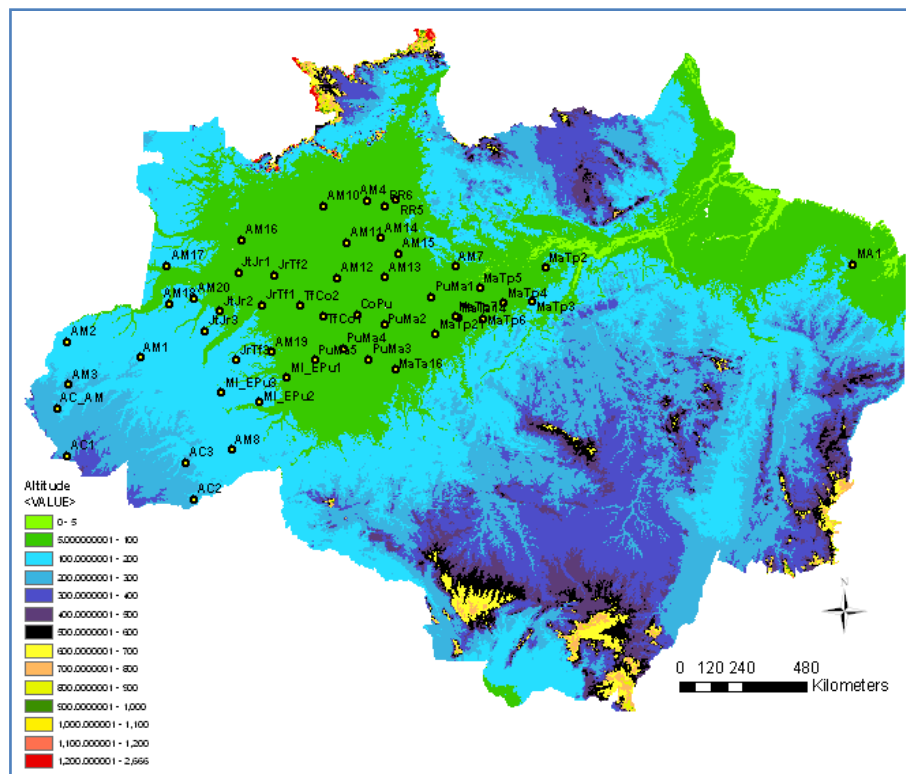 AM10 AM4 RR6
RR5
AM16 AM11 AM14
AM15
AM17 JtJr1 JrTf2 AM12 AM13 AM7 MaTp2 MA1
AM18 AM20 JtJr2 JrTf1 TfCo2 PuMa1 MaTp5
MaTp4 MaTp3
TfCo1 CoPu PuMa2 MaTp6
AM2 JtJr3 MaTp21
AM1 JrTf3 AM19 PuMa4
PuMa5 PuMa3
AM3 MI_EPu1 MaTa16
AC_AM MI_EPu3 MI_EPu2
AC1 AC3 AM8
AC2
Altitude
<VALUE>
0 - 5
5.000000001 - 100
100.0000001 - 200
200.0000001 - 300
300.0000001 - 400
400.0000001 - 500
500.0000001 - 600
600.0000001 - 700
700.0000001 - 800
800.0000001 - 900
900.0000001 - 1,000
1,000.000001 - 1,100
1,100.000001 - 1,200
1,200.000001 - 2,666
N
0 120 240 480
Kilometers